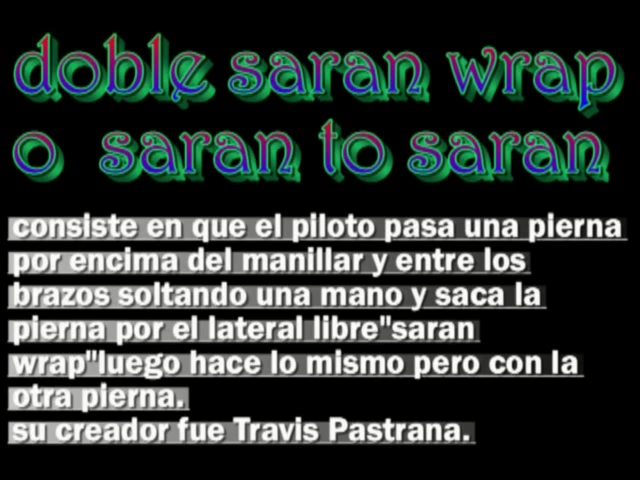 doble saran wrap
o saran to saran
consiste en que el piloto pasa una pierna
por encima del manillar y entre los
brazos soltando una mano y saca la
pierna por el lateral libre"saran
wrap"luego hace lo mismo pero con la
otra pierna.
su creador fue Travis Pastrana.